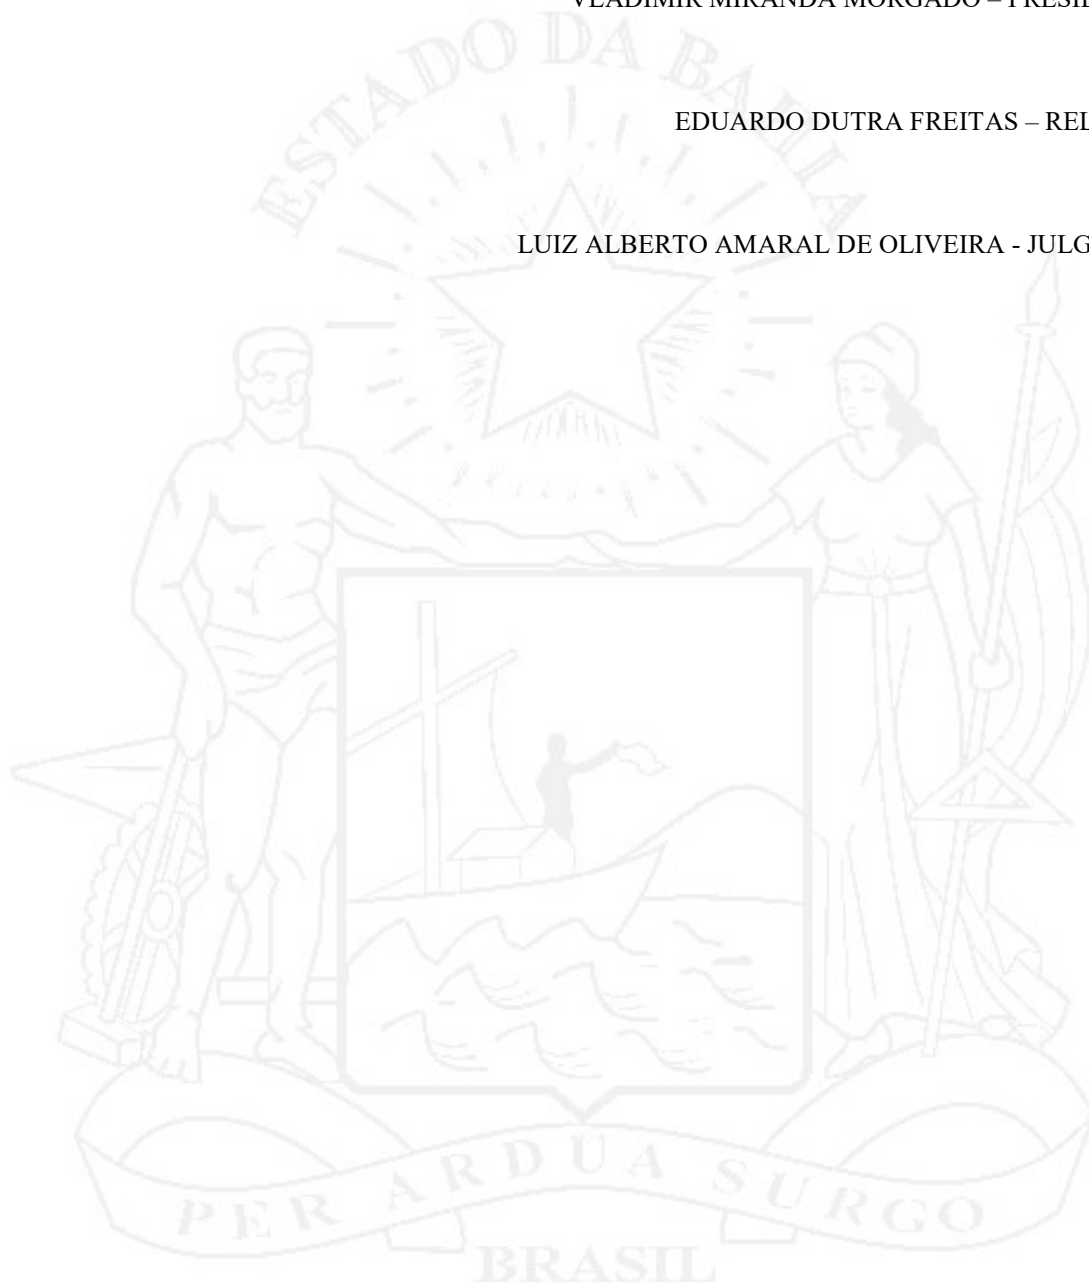 VLADIMIR MIRANDA MORGADO – PRESI
ESTADO DA BAHIA
EDUARDO DUTRA FREITAS – REL
LUIZ ALBERTO AMARAL DE OLIVEIRA - JULG
PER ARDUA SURGO
BRASIL